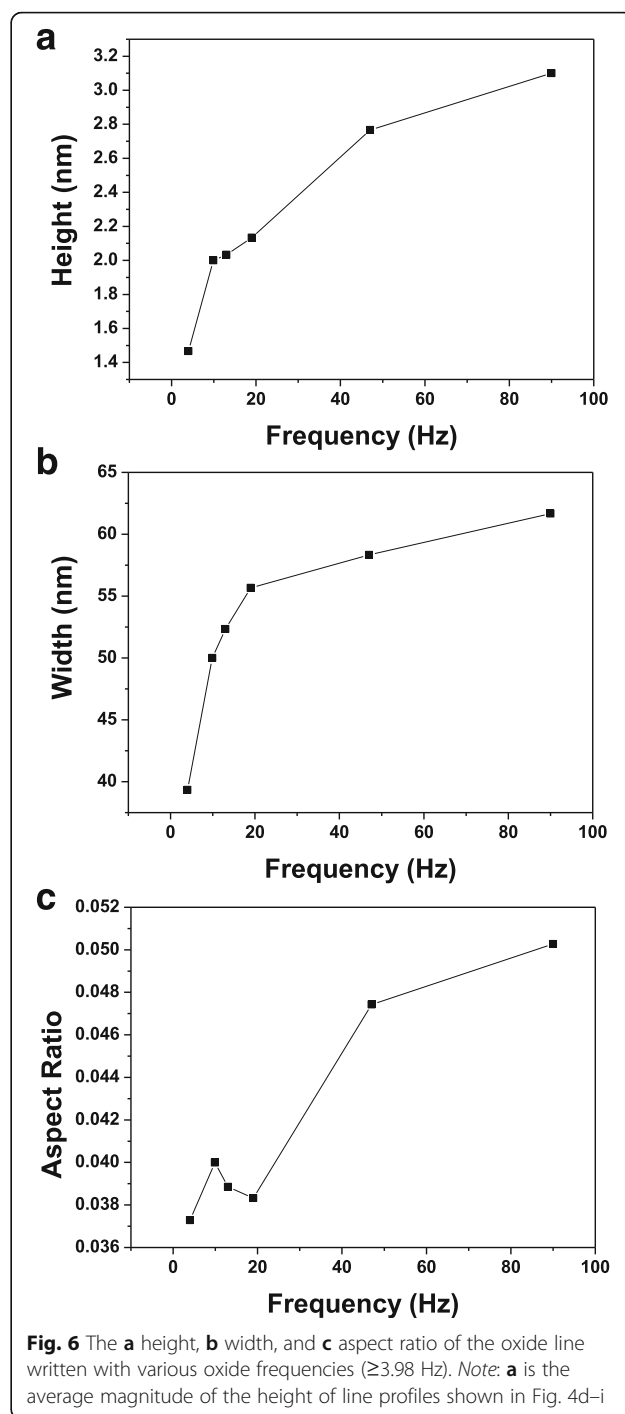 a
3.2
3.0
2.8
2.6
2.4
2.2
2.0
1.8
1.6
1.4
Height (nm)
0 20 40 60 80 100
Frequency (Hz)
b
65
60
55
50
45
40
Width (nm)
0 20 40 60 80 100
Frequency (Hz)
c
0.052
0.050
0.048
0.046
0.044
0.042
0.040
0.038
0.036
Aspect Ratio
0 20 40 60 80 100
Frequency (Hz)
Fig. 6 The a height, b width, and c aspect ratio of the oxide line
written with various oxide frequencies (≥3.98 Hz). Note: a is the
average magnitude of the height of line profiles shown in Fig. 4d–i